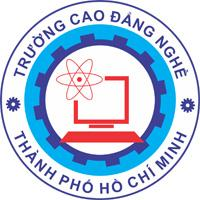 TRƯỜNG CAO ĐẲNG NGHỀ
THÀNH PHỐ HỒ CHÍ MINH